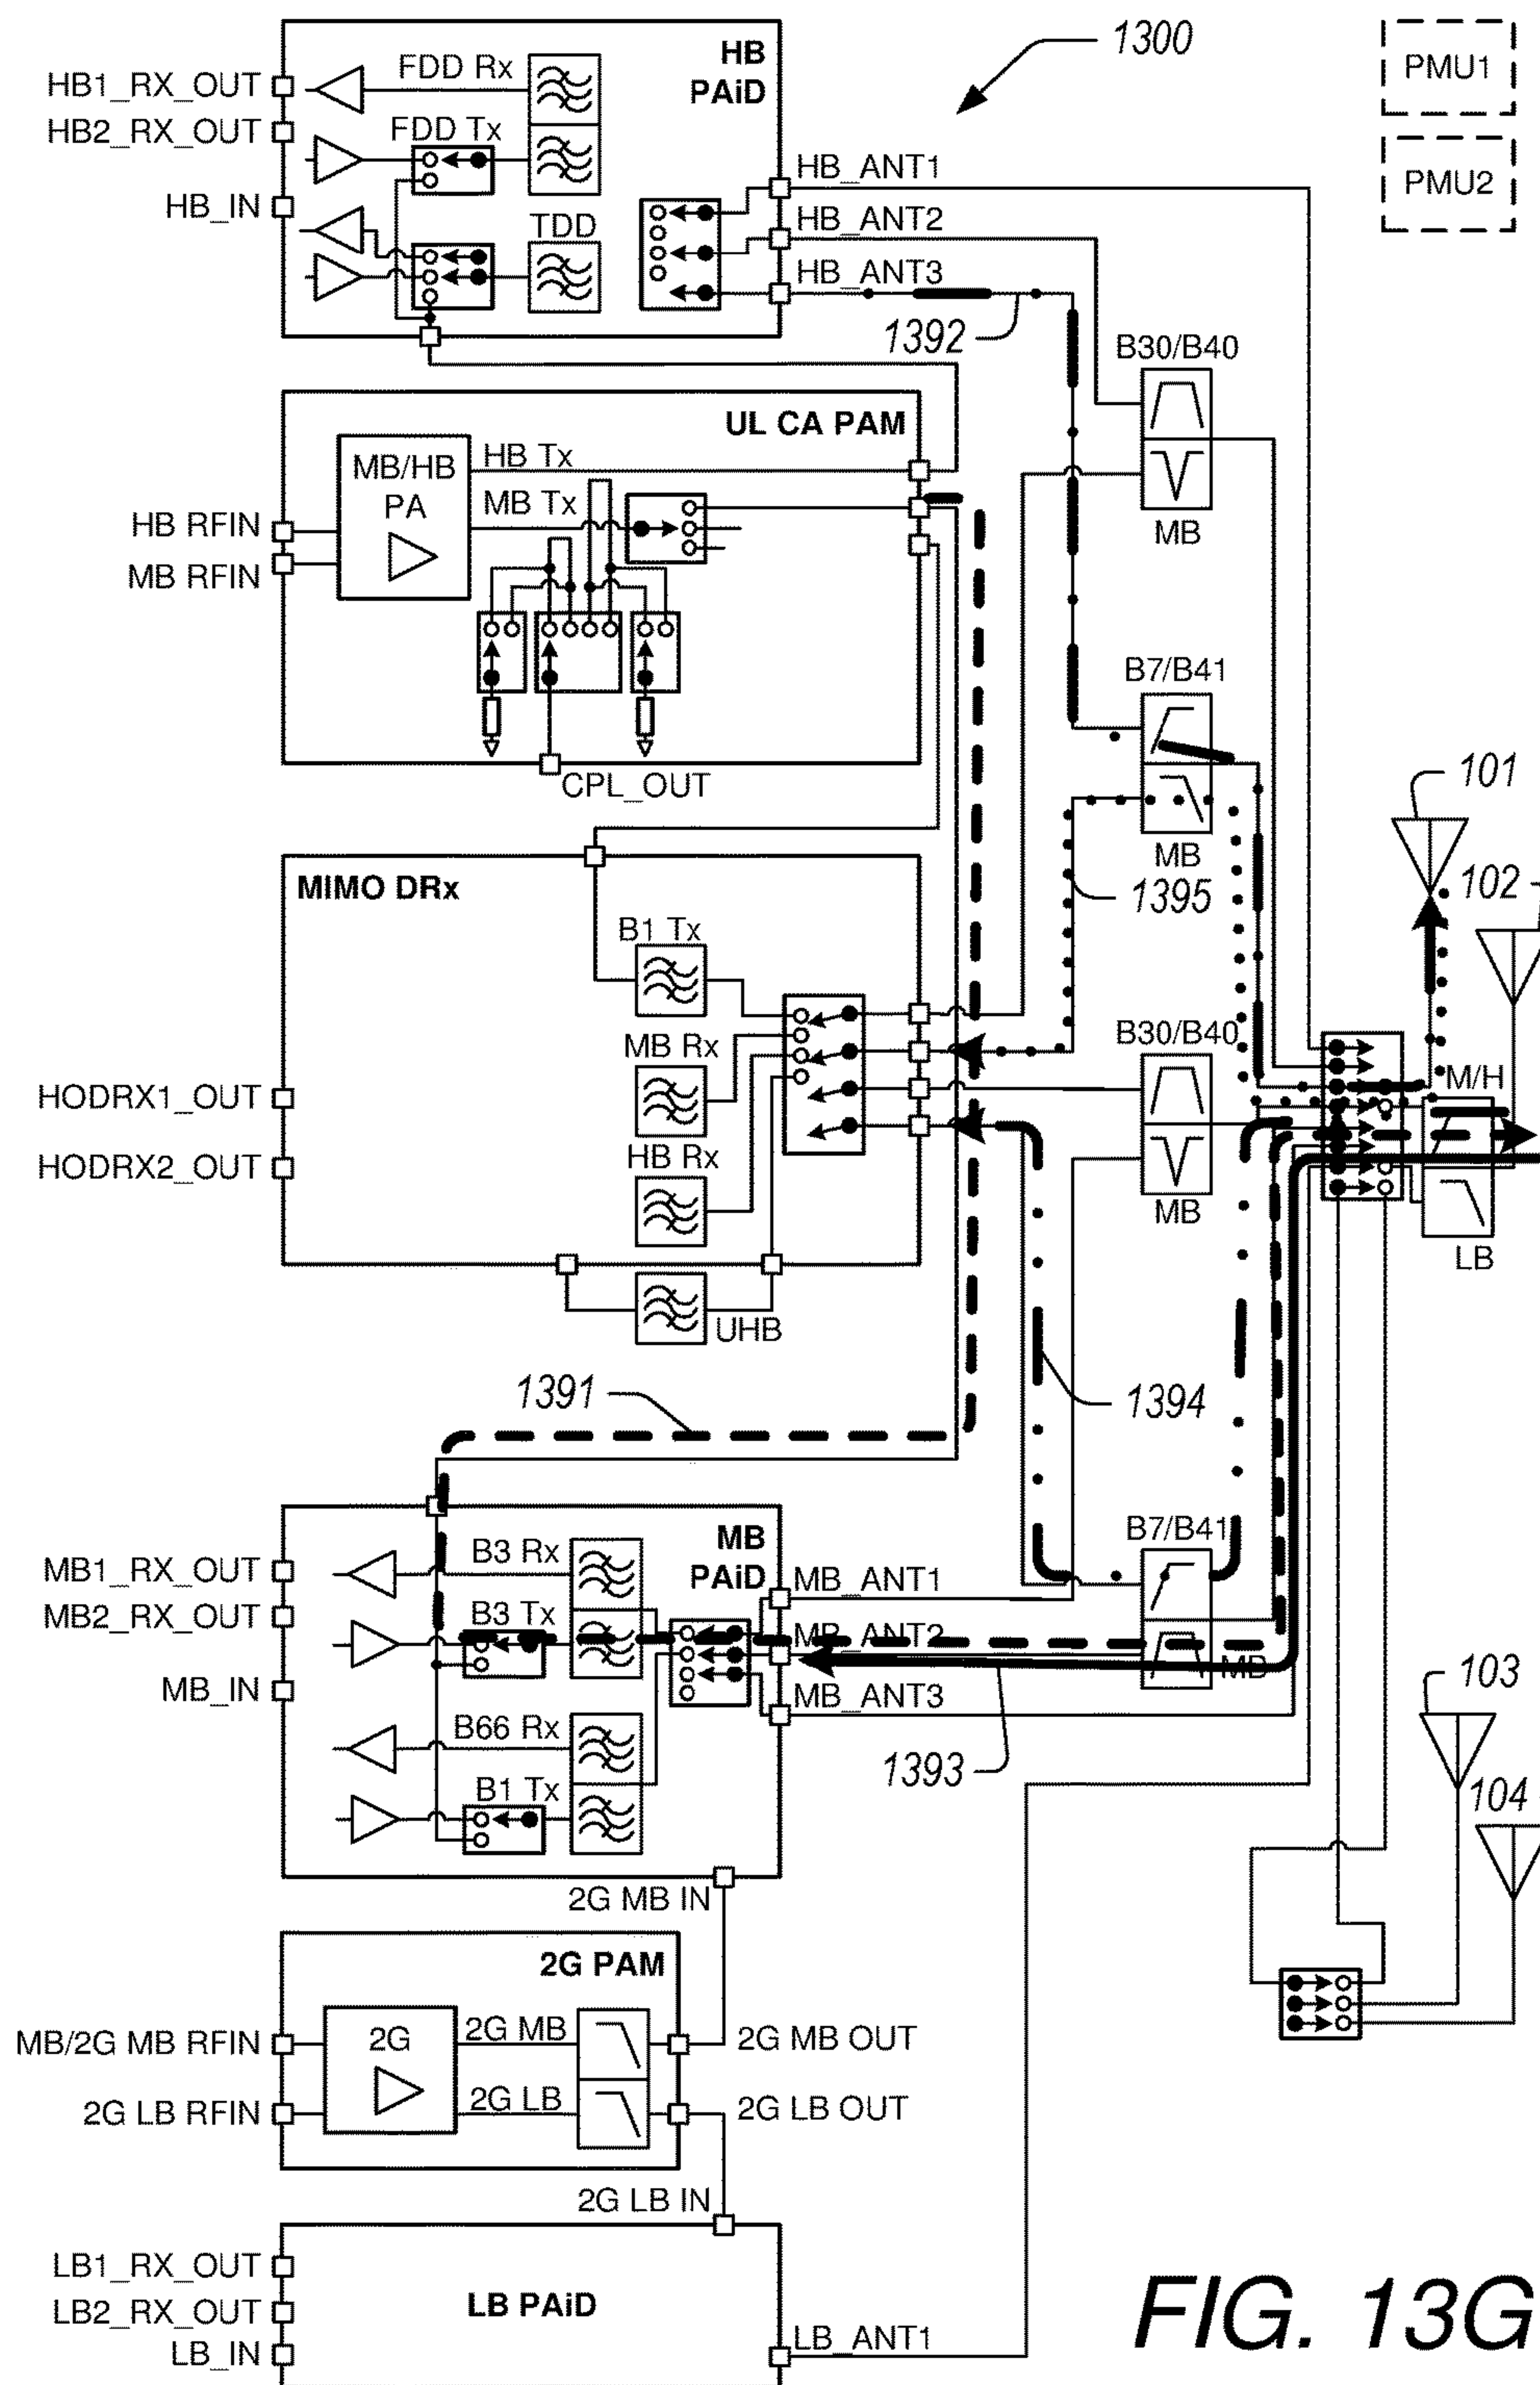 1300
PMU1
PMU2
HB
PAiD
HB1_RX_OUT
HB2_RX_OUT
HB_IN
FDD Rx
FDD Tx
TDD
HB_ANT1
HB_ANT2
HB_ANT3
1392
B30/B40
MB
UL CA PAM
MB/HB
PA
HB Tx
MB Tx
HB RFIN
MB RFIN
CPL_OUT
B7/B41
MB
1395
101
102
MIMO DRx
B1 Tx
MB Rx
HB Rx
HODRX1_OUT
HODRX2_OUT
UHB
B30/B40
MB
M/H
LB
1391
1394
MB
PAiD
MB1_RX_OUT
MB2_RX_OUT
MB_IN
B3 Rx
B3 Tx
B66 Rx
B1 Tx
MB_ANT1
MB_ANT2
MB_ANT3
B7/B41
MB
1393
103
104
2G MB IN
2G PAM
MB/2G MB RFIN
2G LB RFIN
2G
2G MB
2G LB
2G MB OUT
2G LB OUT
2G LB IN
LB1_RX_OUT
LB2_RX_OUT
LB_IN
LB PAiD
LB_ANT1
FIG. 13G